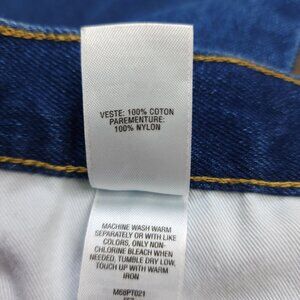 VESTE: 100% COTON
PAREMENTURE:
100% NYLON
MACHINE WASH WARM
SEPARATELY OR WITH LIKE
COLORS, ONLY NON-
CHLORINE BLEACH WHEN
NEEDED, TUMBLE DRY LOW,
TOUCH UP WITH WARM
IRON
M68PT021